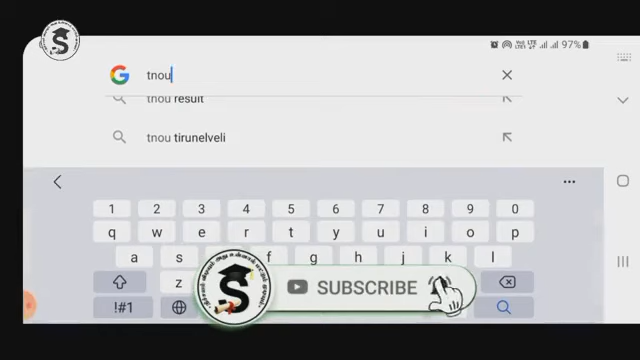 S
97%
tnou
tnou result
tnou tirunelveli
1 2 3 4 5 6 7 8 9 0
q w e r t y u i o p
a s f g h j k l
z
!#1
S
SUBSCRIBE